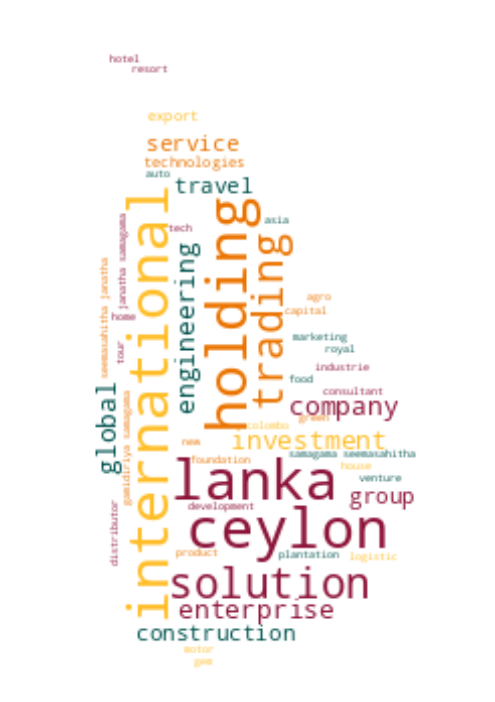 hotel
resort
export
service
technologies
auto
travel
international
holding
trading
engineering
tech
asia
janatha samagama
seemasahitha janatha
home
tour
agro
capital
marketing
royal
industrie
food
consultant
company
global
gamidiriya samagama
green
colombo
new
investment
samagama seemasahitha
foundation
house
lanka
venture
group
distributor
development
ceylon
product
plantation
logistic
solution
enterprise
construction
motor
gem